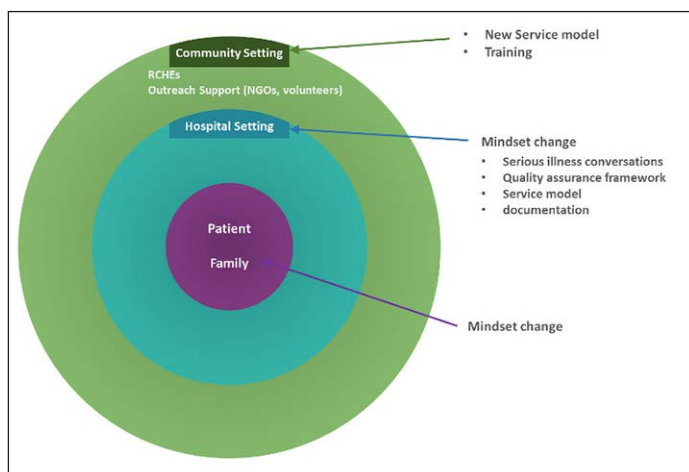 Community Setting
RCHEs
Outreach Support (NGOs, volunteers)
Hospital Setting
Patient
Family
• New Service model
• Training
Mindset change
• Serious illness conversations
• Quality assurance framework
• Service model
• documentation
Mindset change